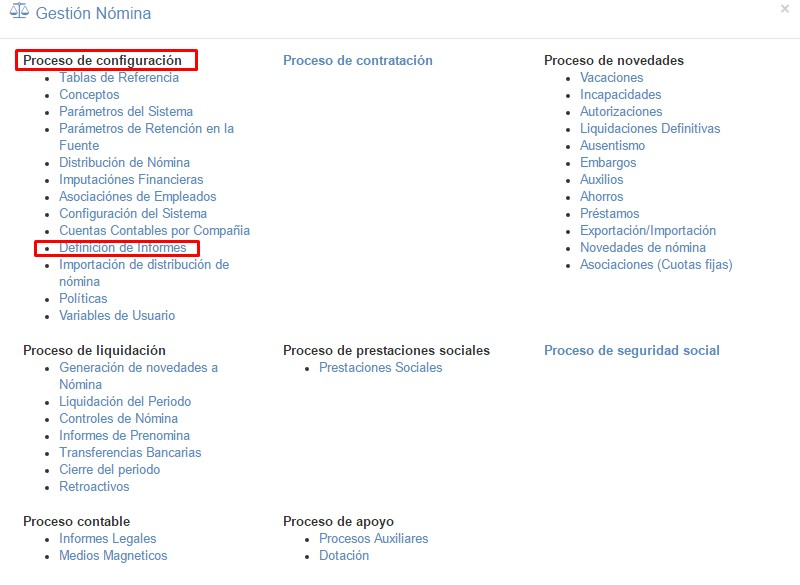 Gestión Nómina
×
Proceso de configuración
Tablas de Referencia
Conceptos
Parámetros del Sistema
Parámetros de Retención en la
Fuente
Distribución de Nómina
Imputaciónes Financieras
Asociaciónes de Empleados
Configuración del Sistema
Cuentas Contables por Compañia
Definición de Informes
Importación de distribución de
nómina
Políticas
Variables de Usuario
Proceso de contratación
Proceso de novedades
Vacaciones
Incapacidades
Autorizaciones
Liquidaciones Definitivas
Ausentismo
Embargos
Auxilios
Ahorros
Préstamos
Exportación/Importación
Novedades de nómina
Asociaciones (Cuotas fijas)
Proceso de liquidación
Generación de novedades a
Nómina
Liquidación del Periodo
Controles de Nómina
Informes de Prenomina
Transferencias Bancarias
Cierre del periodo
Retroactivos
Proceso de prestaciones sociales
Prestaciones Sociales
Proceso de seguridad social
Proceso contable
Informes Legales
Medios Magneticos
Proceso de apoyo
Procesos Auxiliares
Dotación